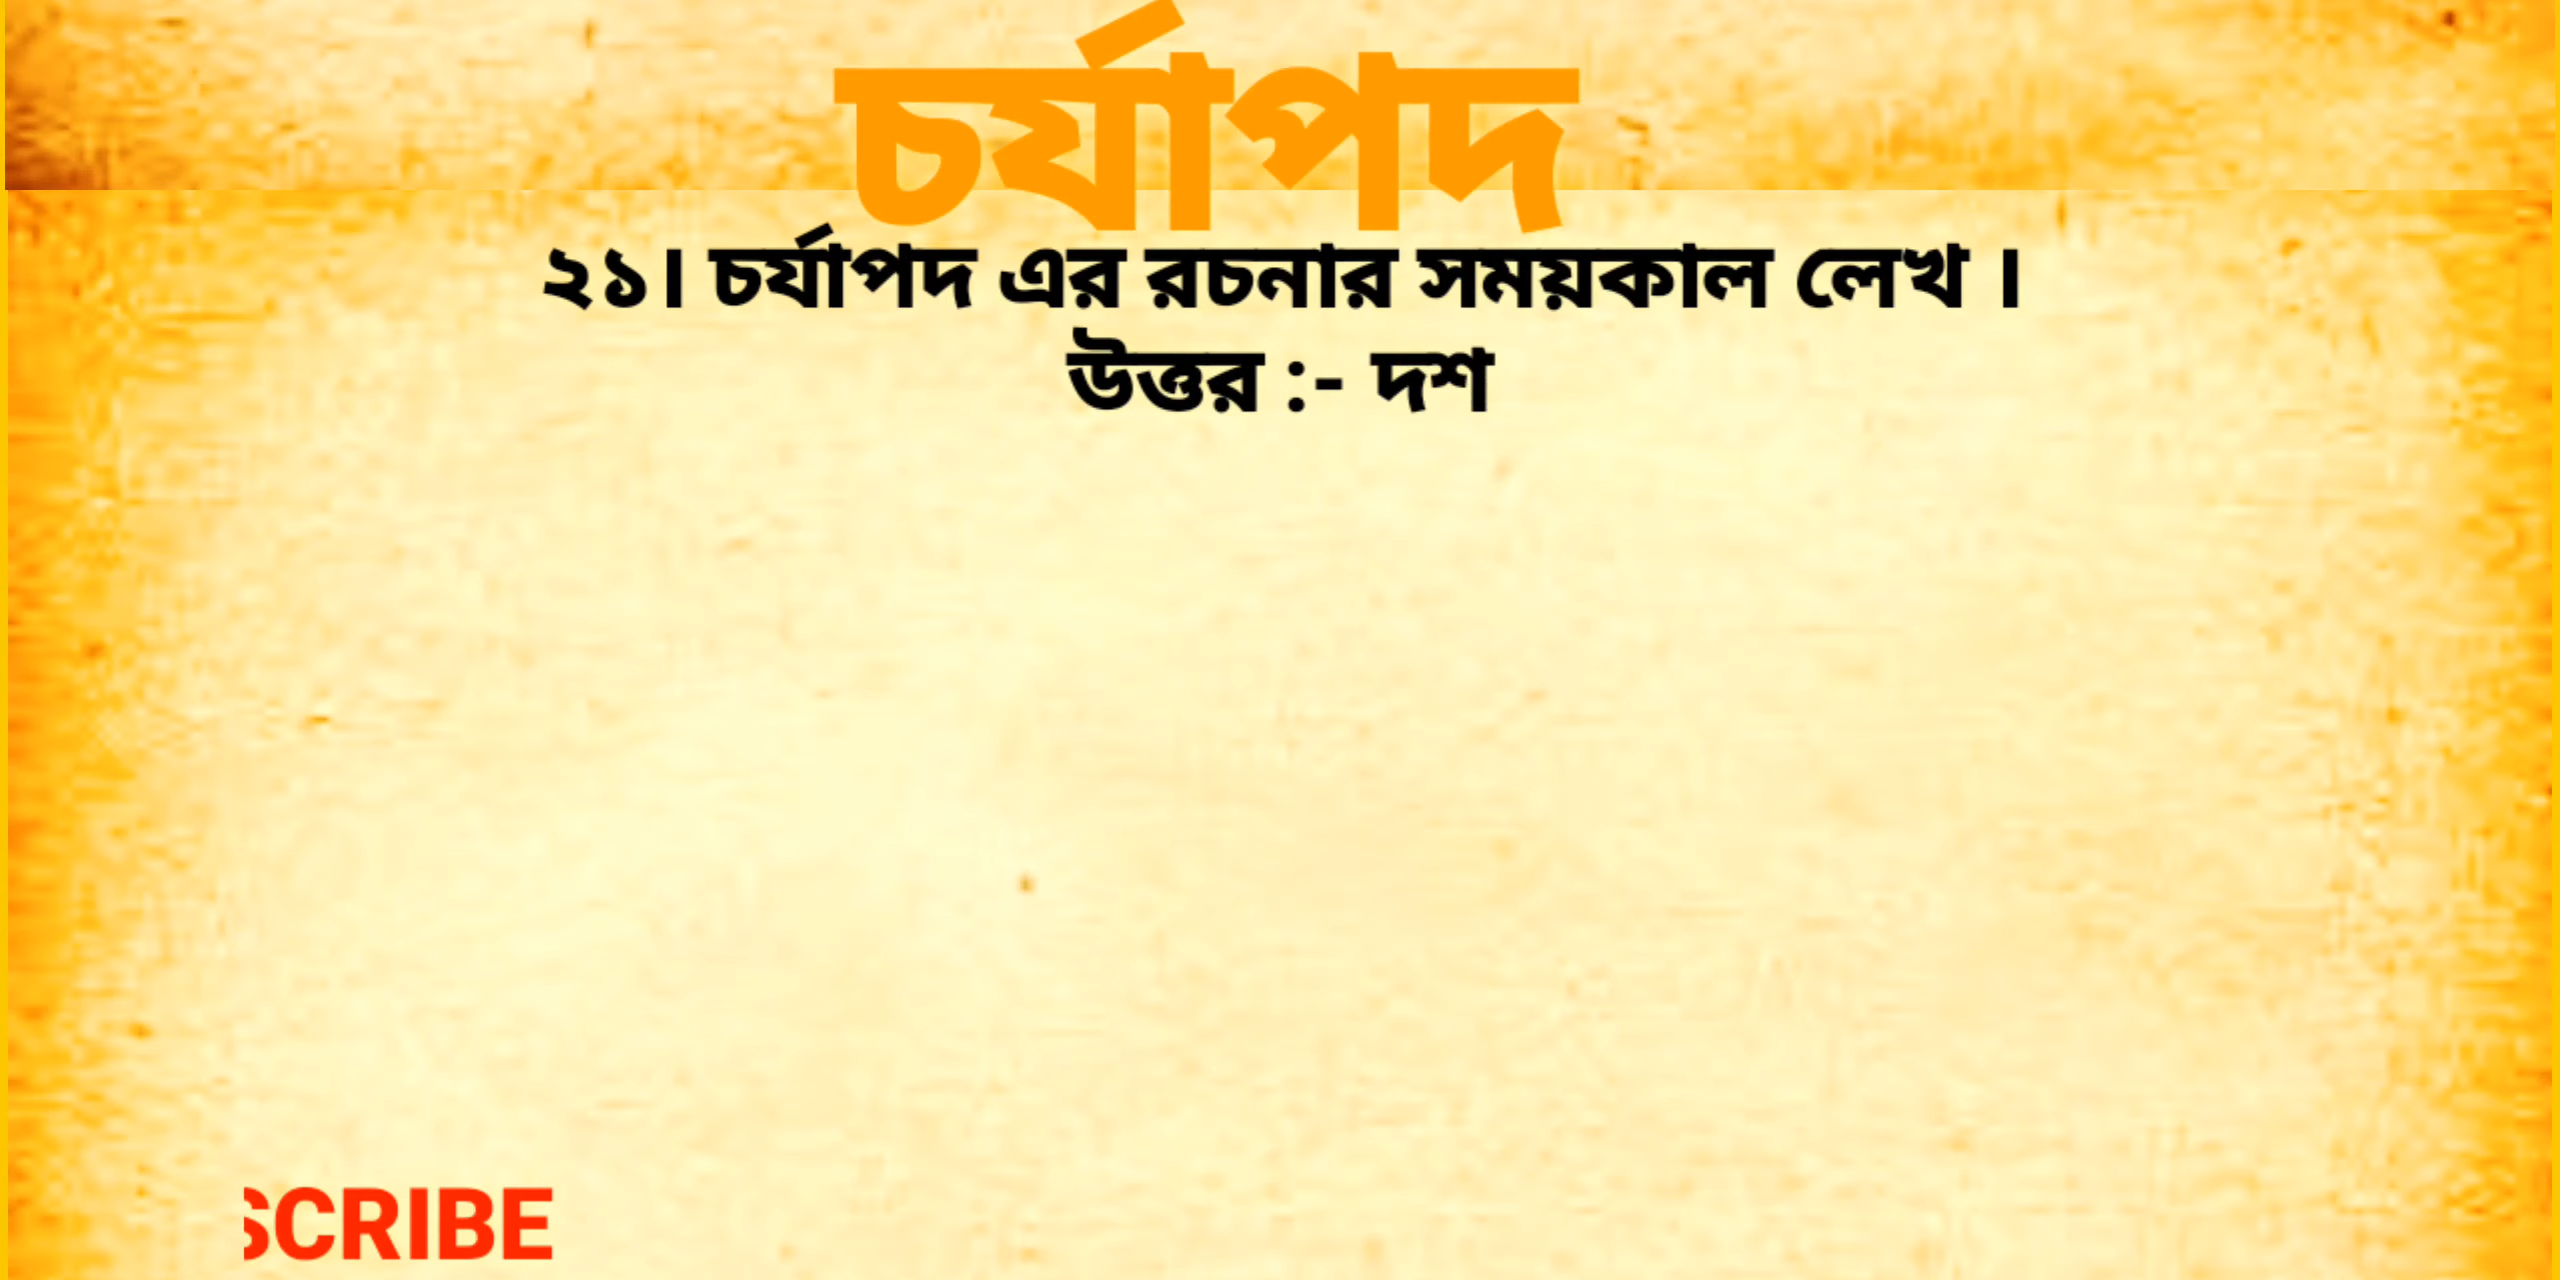 চর্যাপদ
২১। চর্যাপদ এর রচনার সময়কাল লেখ ।
উত্তর :- দশ
SCRIBE